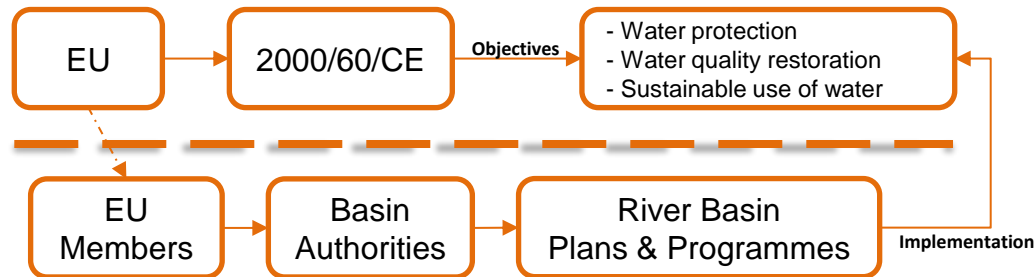 EU
2000/60/CE
Objectives
- Water protection
- Water quality restoration
- Sustainable use of water
EU
Members
Basin
Authorities
River Basin
Plans & Programmes
Implementation